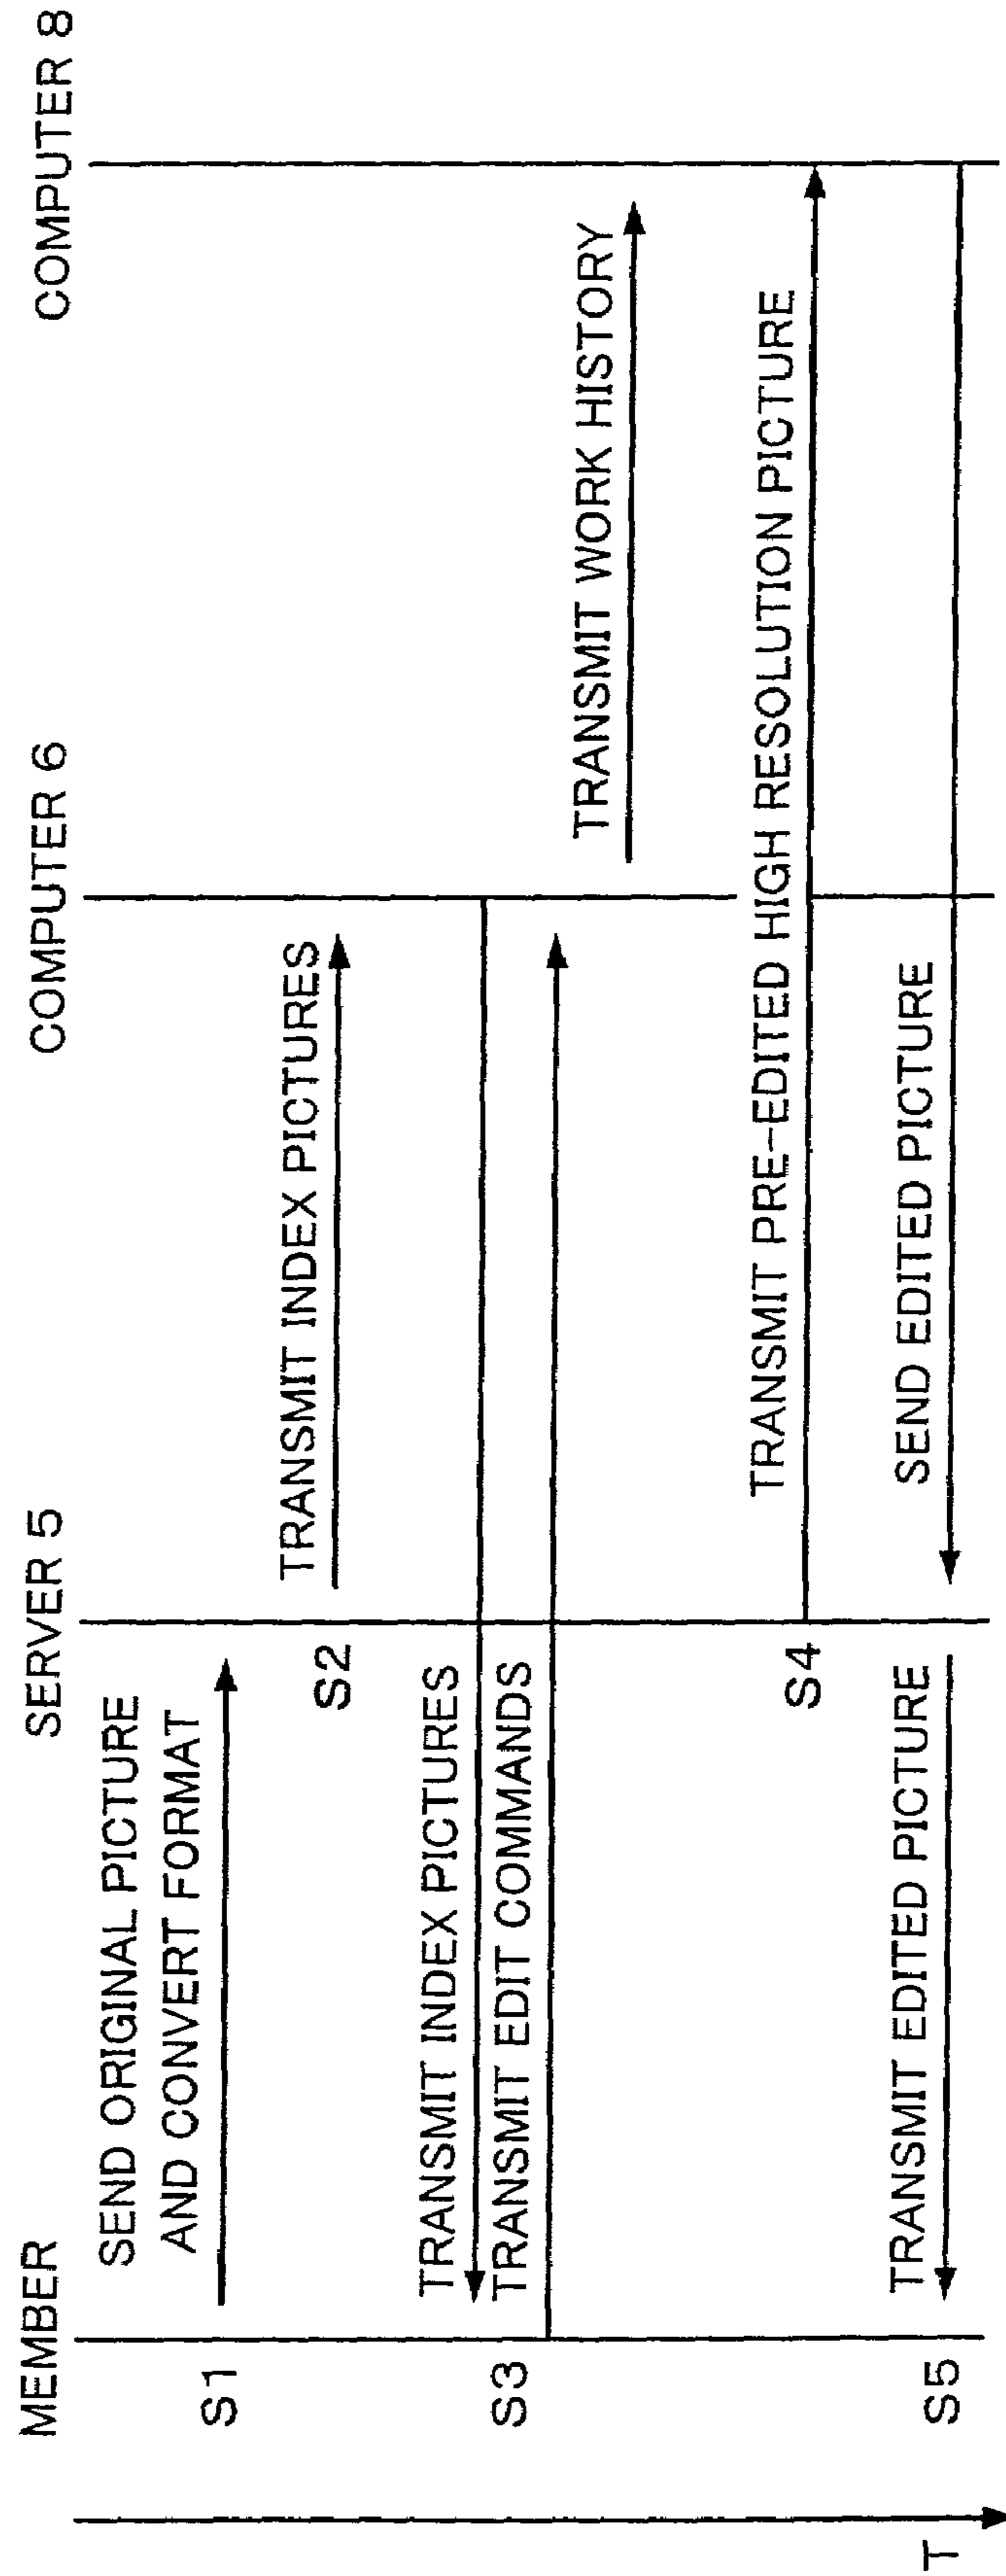 MEMBER
SERVER 5
COMPUTER 6
COMPUTER 8
S1
SEND ORIGINAL PICTURE
AND CONVERT FORMAT
S2
TRANSMIT INDEX PICTURES
S3
TRANSMIT INDEX PICTURES
TRANSMIT EDIT COMMANDS
TRANSMIT WORK HISTORY
S4
TRANSMIT PRE-EDITED HIGH RESOLUTION PICTURE
S5
TRANSMIT EDITED PICTURE
SEND EDITED PICTURE
T